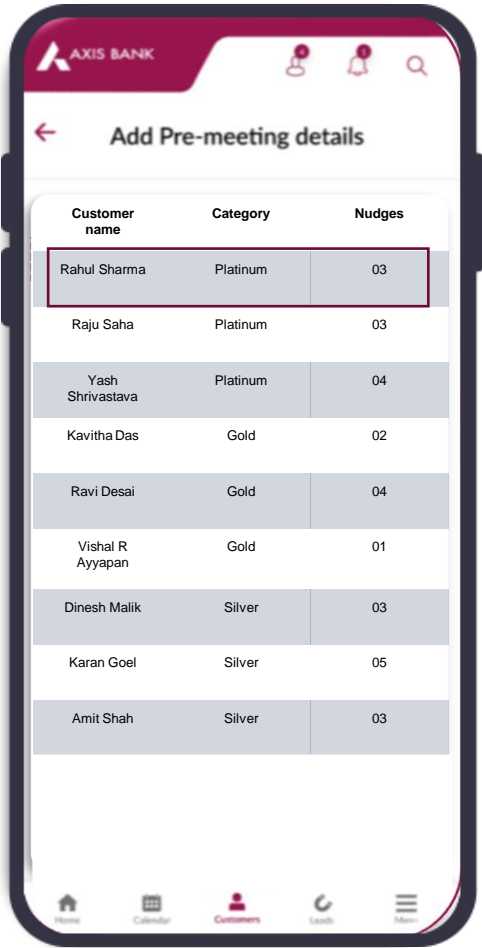 AXIS BANK
Add Pre-meeting details
Customer name Category Nudges
Rahul Sharma Platinum 03
Raju Saha Platinum 03
Yash Shrivastava Platinum 04
Kavitha Das Gold 02
Ravi Desai Gold 04
Vishal R Ayyapan Gold 01
Dinesh Malik Silver 03
Karan Goel Silver 05
Amit Shah Silver 03
Home Calendar Customers Leads Menu